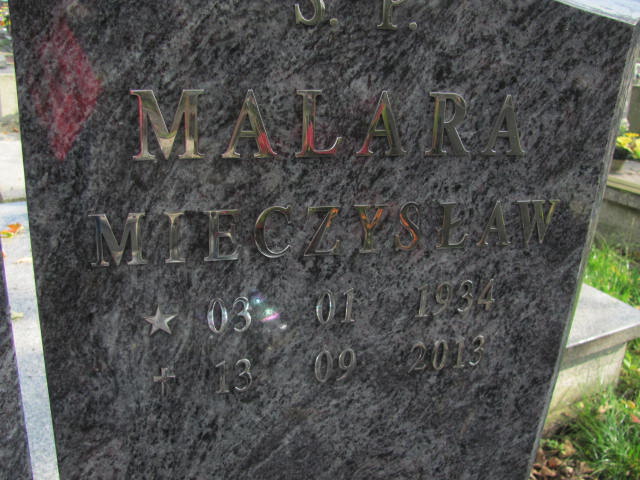 Ś. P.
MALARA
MIECZYSŁAW
03 01 1934
13 09 2013